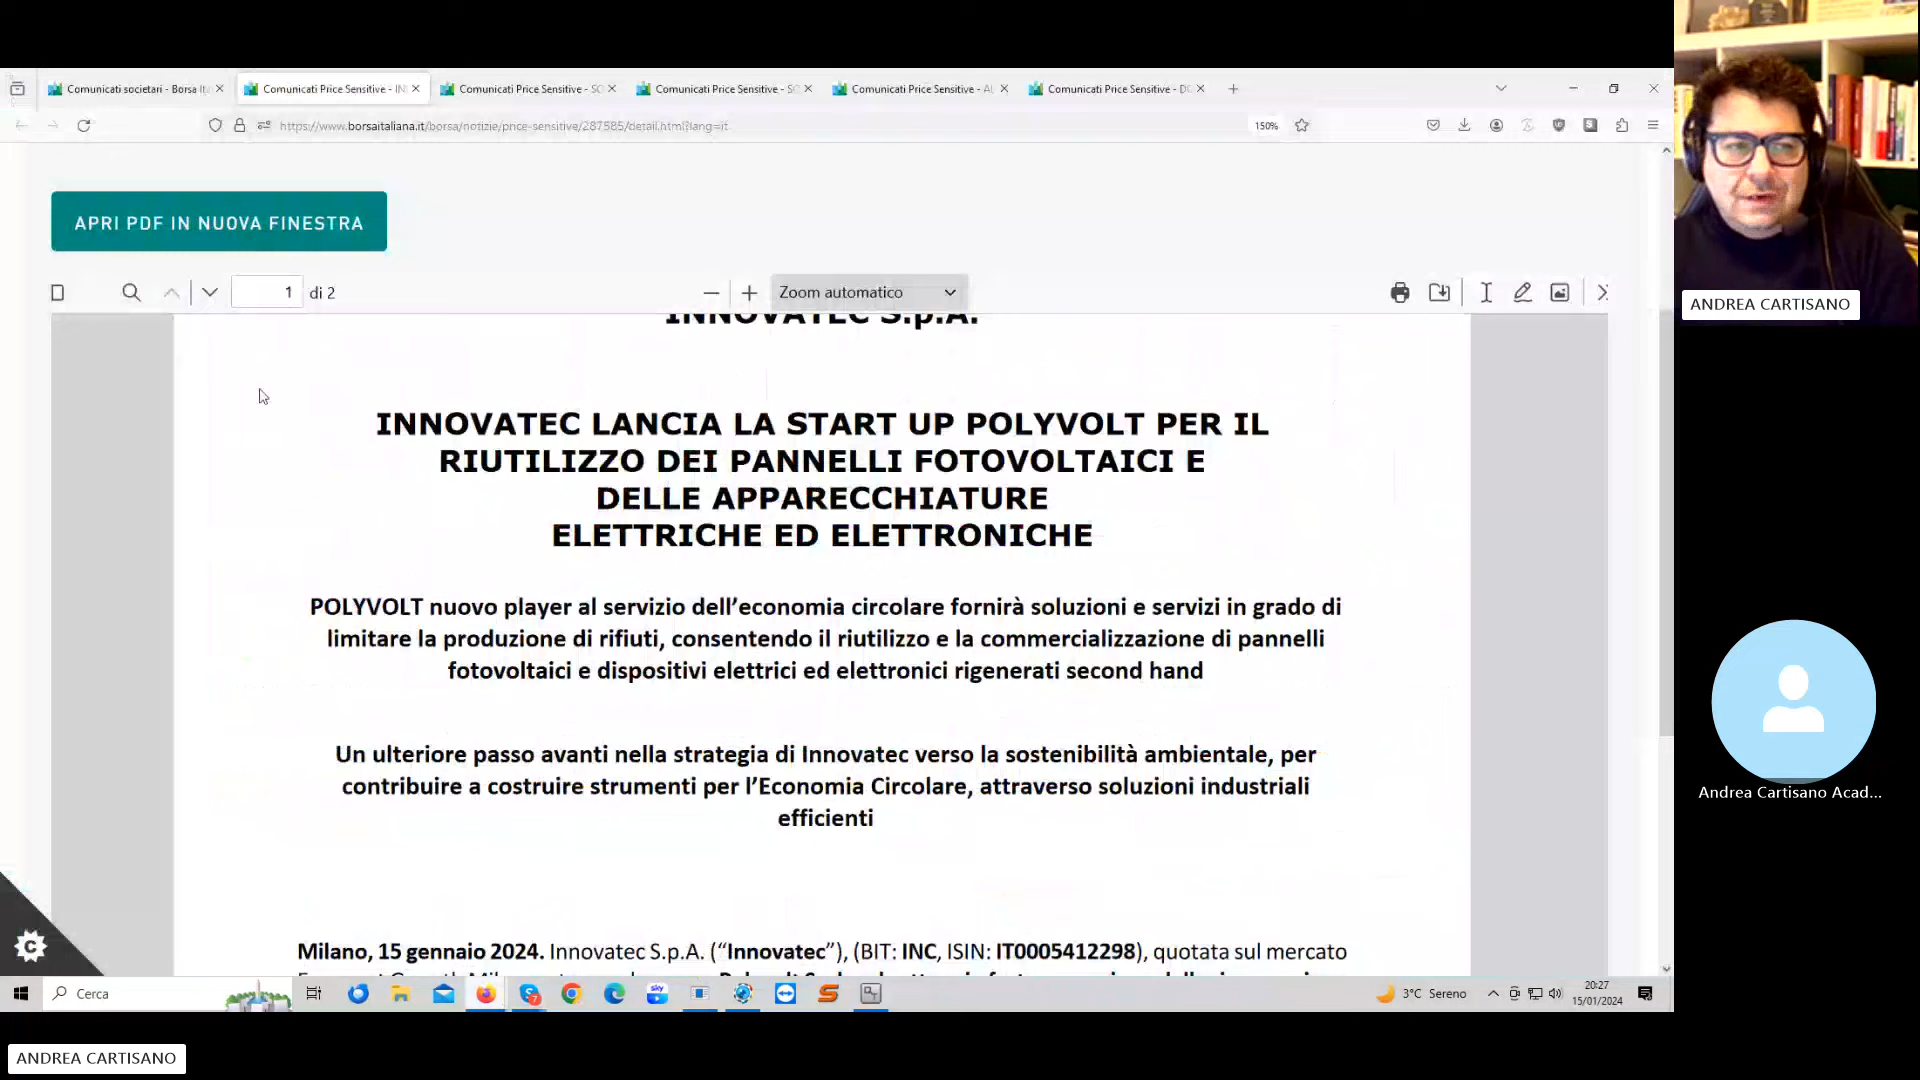 Comunicati societari - Borsa Ita
Comunicati Price Sensitive - IN
Comunicati Price Sensitive - SO
Comunicati Price Sensitive - SO
Comunicati Price Sensitive - AL
Comunicati Price Sensitive - DO
https://www.borsaitaliana.it/borsa/notizie/price-sensitive/287585/detail.html?lang=it
150%
APRI PDF IN NUOVA FINESTRA
1 di 2
Zoom automatico
INNOVATEC S.p.A.
INNOVATEC LANCIA LA START UP POLYVOLT PER IL
RIUTILIZZO DEI PANNELLI FOTOVOLTAICI E
DELLE APPARECCHIATURE
ELETTRICHE ED ELETTRONICHE
POLYVOLT nuovo player al servizio dell’economia circolare fornirà soluzioni e servizi in grado di
limitare la produzione di rifiuti, consentendo il riutilizzo e la commercializzazione di pannelli
fotovoltaici e dispositivi elettrici ed elettronici rigenerati second hand
Un ulteriore passo avanti nella strategia di Innovatec verso la sostenibilità ambientale, per
contribuire a costruire strumenti per l’Economia Circolare, attraverso soluzioni industriali
efficienti
Milano, 15 gennaio 2024. Innovatec S.p.A. (“Innovatec”), (BIT: INC, ISIN: IT0005412298), quotata sul mercato
Cerca
sky
3°C Sereno
20:27
15/01/2024
ANDREA CARTISANO
Andrea Cartisano Acad...
ANDREA CARTISANO